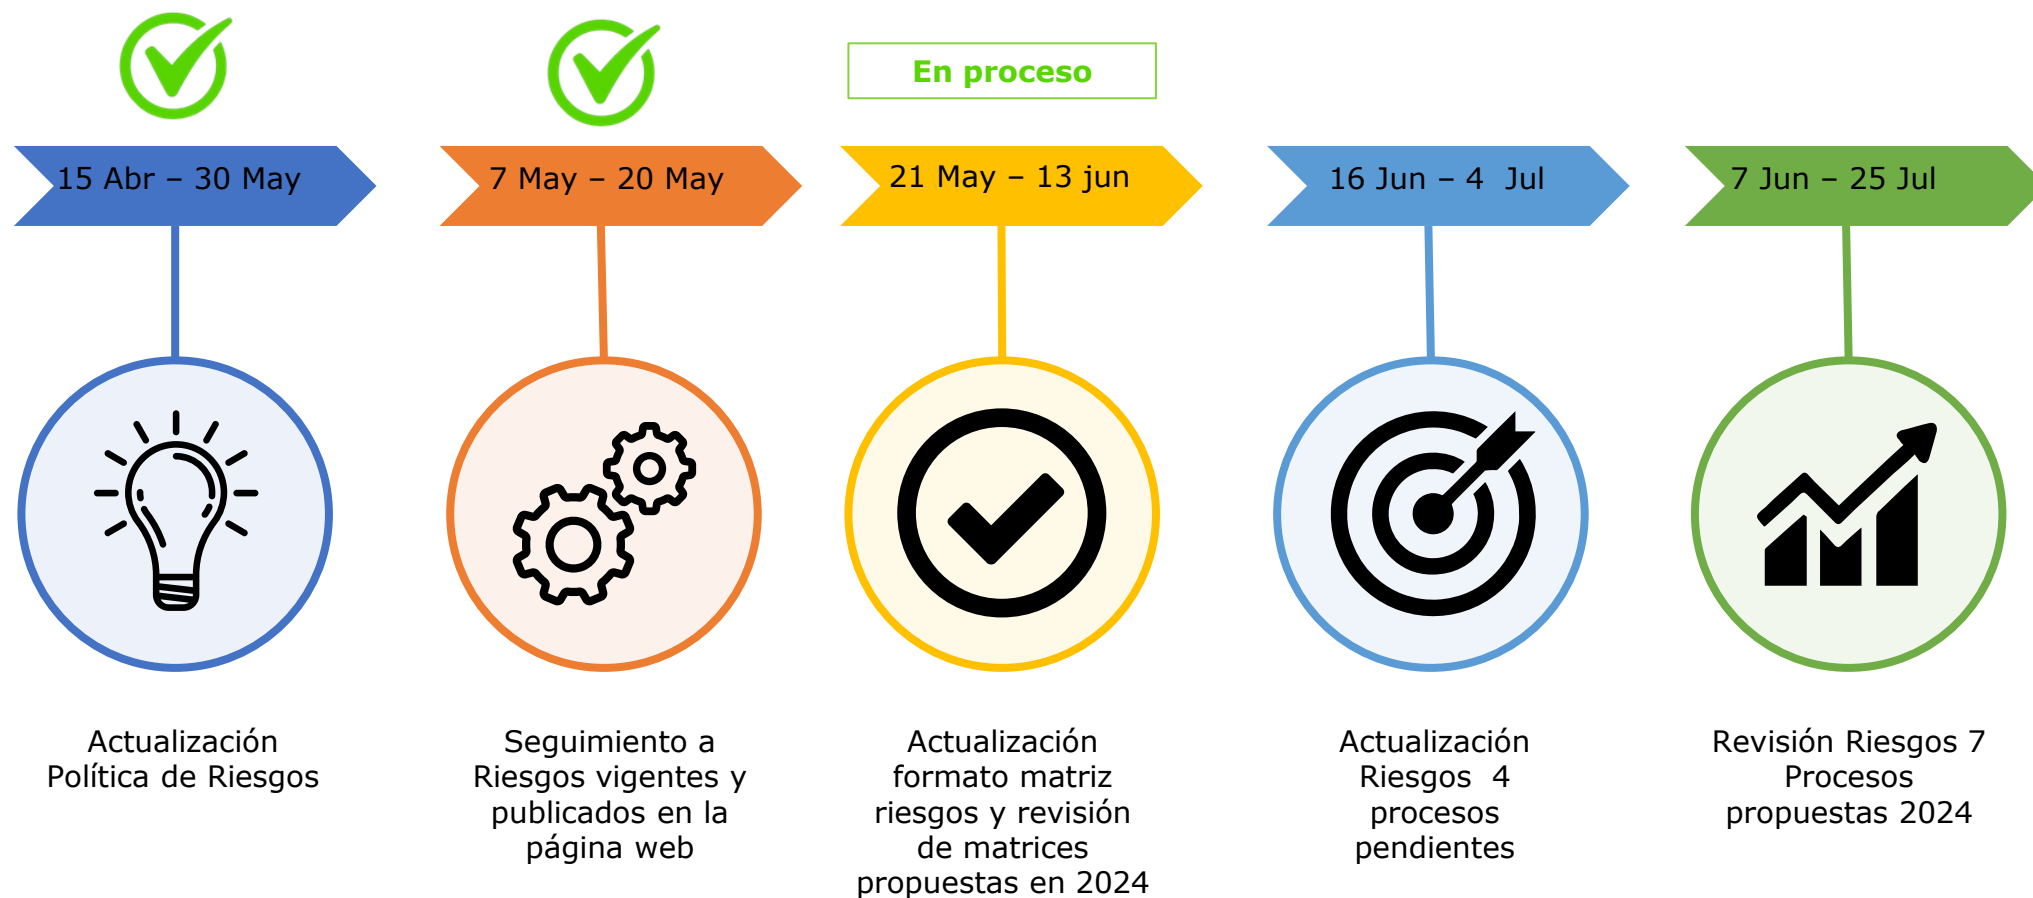 En proceso
15 Abr – 30 May
7 May – 20 May
21 May – 13 jun
16 Jun – 4 Jul
7 Jun – 25 Jul
Actualización
Política de Riesgos
Seguimiento a
Riesgos vigentes y
publicados en la
página web
Actualización
formato matriz
riesgos y revisión
de matrices
propuestas en 2024
Actualización
Riesgos 4
procesos
pendientes
Revisión Riesgos 7
Procesos
propuestas 2024